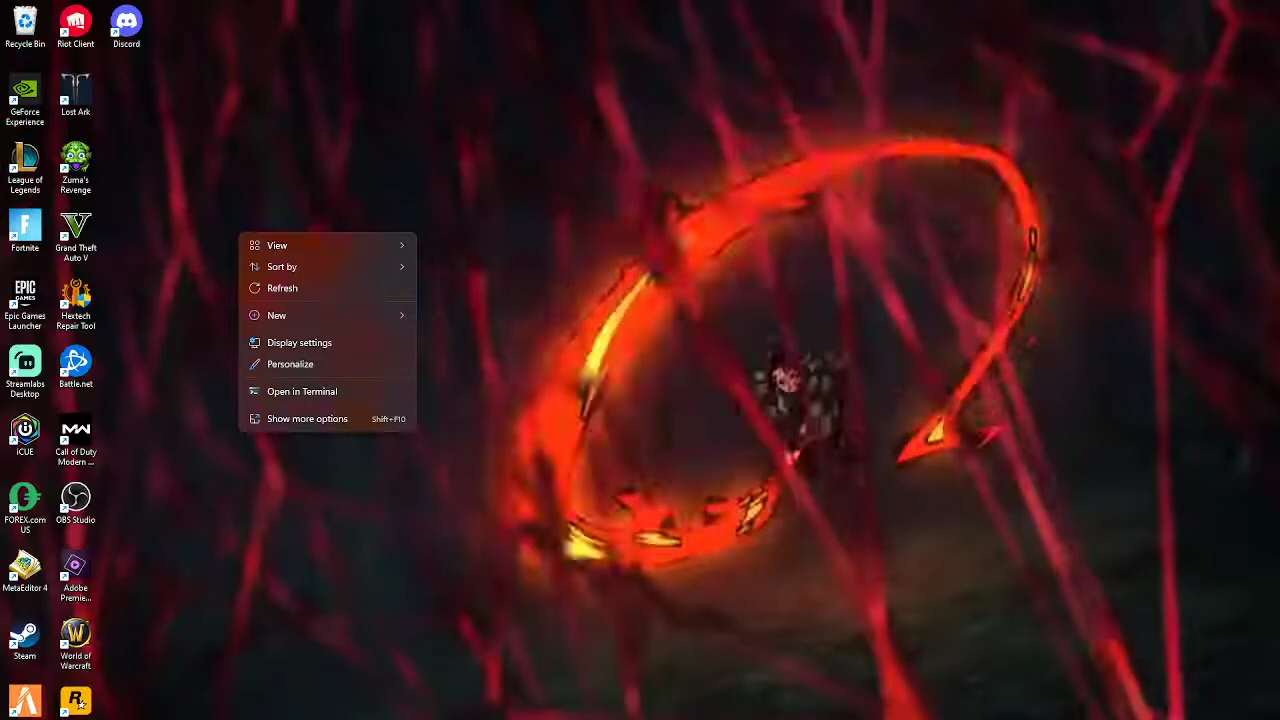 Recycle Bin
Riot Client
Discord
GeForce
Experience
Lost Ark
League of
Legends
Zuma's
Revenge
Fortnite
Grand Theft
Auto V
EPIC
GAMES
Epic Games
Launcher
Hextech
Repair Tool
Streamlabs
Desktop
Battle.net
iCUE
MW
Call of Duty
Modern ...
FOREX.com
US
OBS Studio
MetaEditor 4
Adobe
Premie...
Steam
World of
Warcraft
View
Sort by
Refresh
New
Display settings
Personalize
Open in Terminal
Show more options Shift+F10